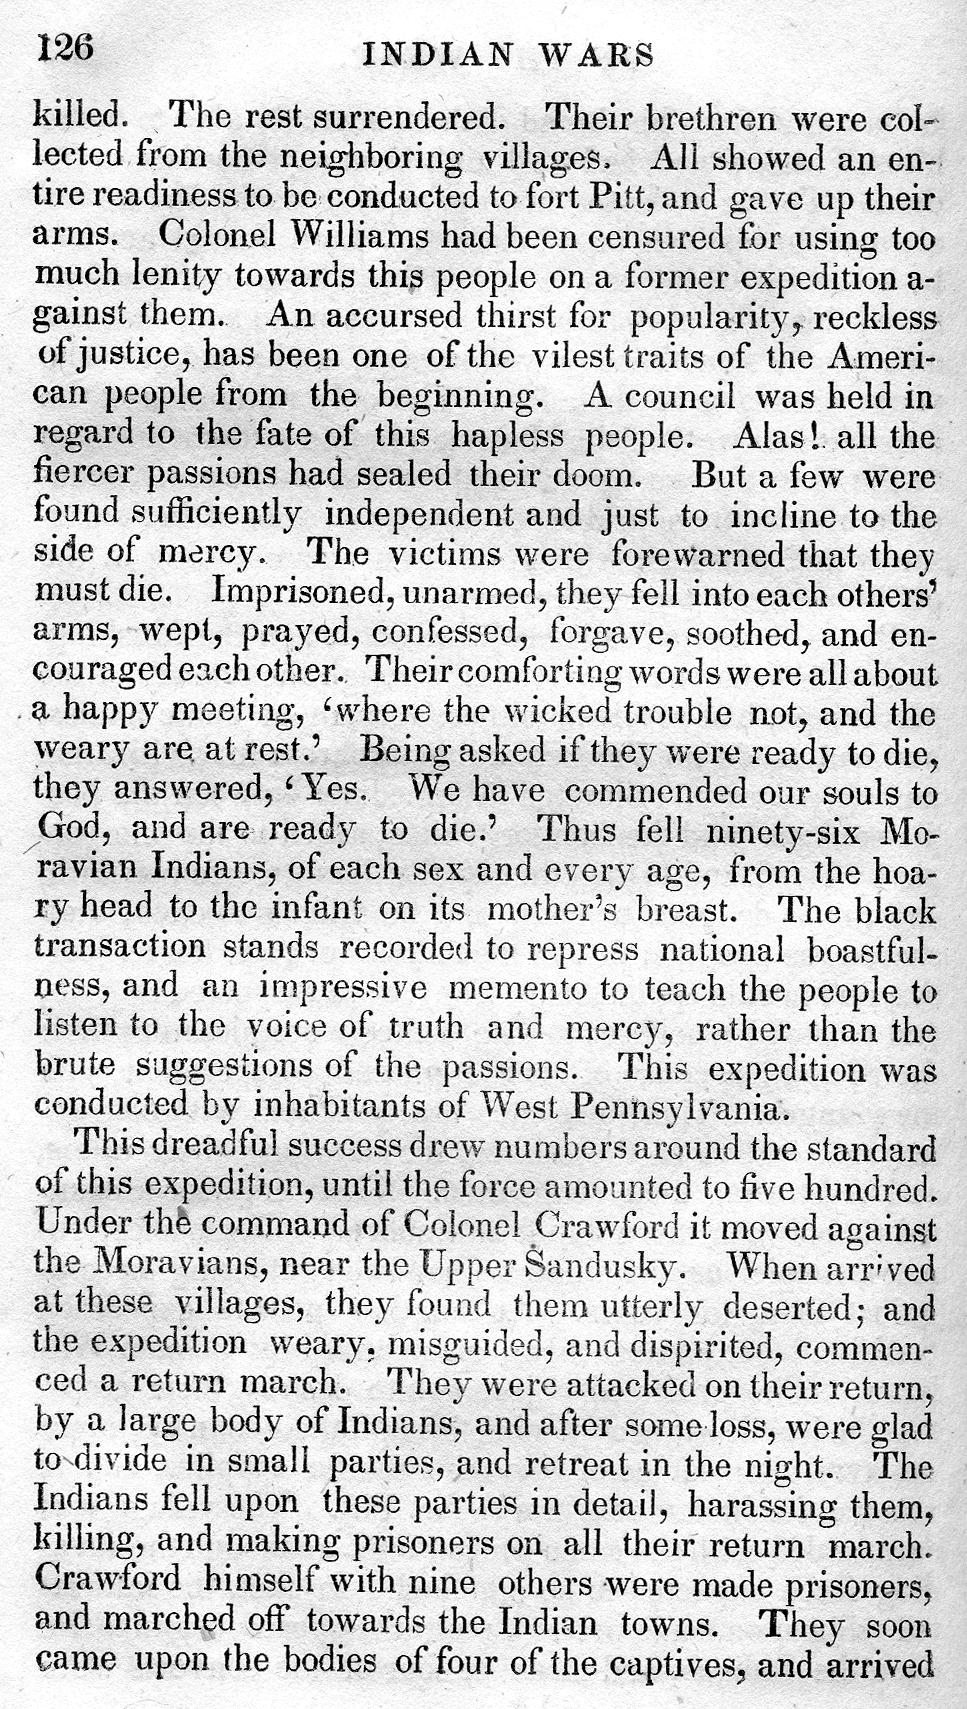 126
INDIAN WARS
killed. The rest surrendered. Their brethren were col-
lected from the neighboring villages. All showed an en-
tire readiness to be conducted to fort Pitt, and gave up their
arms. Colonel Williams had been censured for using too
much lenity towards this people on a former expedition a-
gainst them. An accursed thirst for popularity, reckless
of justice, has been one of the vilest traits of the Ameri-
can people from the beginning. A council was held in
regard to the fate of this hapless people. Alas! all the
fiercer passions had sealed their doom. But a few were
found sufficiently independent and just to incline to the
side of mercy. The victims were forewarned that they
must die. Imprisoned, unarmed, they fell into each others'
arms, wept, prayed, confessed, forgave, soothed, and en-
couraged each other. Their comforting words were all about
a happy meeting, 'where the wicked trouble not, and the
weary are at rest.' Being asked if they were ready to die,
they answered, 'Yes. We have commended our souls to
God, and are ready to die.' Thus fell ninety-six Mo-
ravian Indians, of each sex and every age, from the hoa-
ry head to the infant on its mother's breast. The black
transaction stands recorded to repress national boastful-
ness, and an impressive memento to teach the people to
listen to the voice of truth and mercy, rather than the
brute suggestions of the passions. This expedition was
conducted by inhabitants of West Pennsylvania.
This dreadful success drew numbers around the standard
of this expedition, until the force amounted to five hundred.
Under the command of Colonel Crawford it moved against
the Moravians, near the Upper Sandusky. When arrived
at these villages, they found them utterly deserted; and
the expedition weary, misguided, and dispirited, commen-
ced a return march. They were attacked on their return,
by a large body of Indians, and after some loss, were glad
to divide in small parties, and retreat in the night. The
Indians fell upon these parties in detail, harassing them,
killing, and making prisoners on all their return march.
Crawford himself with nine others were made prisoners,
and marched off towards the Indian towns. They soon
came upon the bodies of four of the captives, and arrived